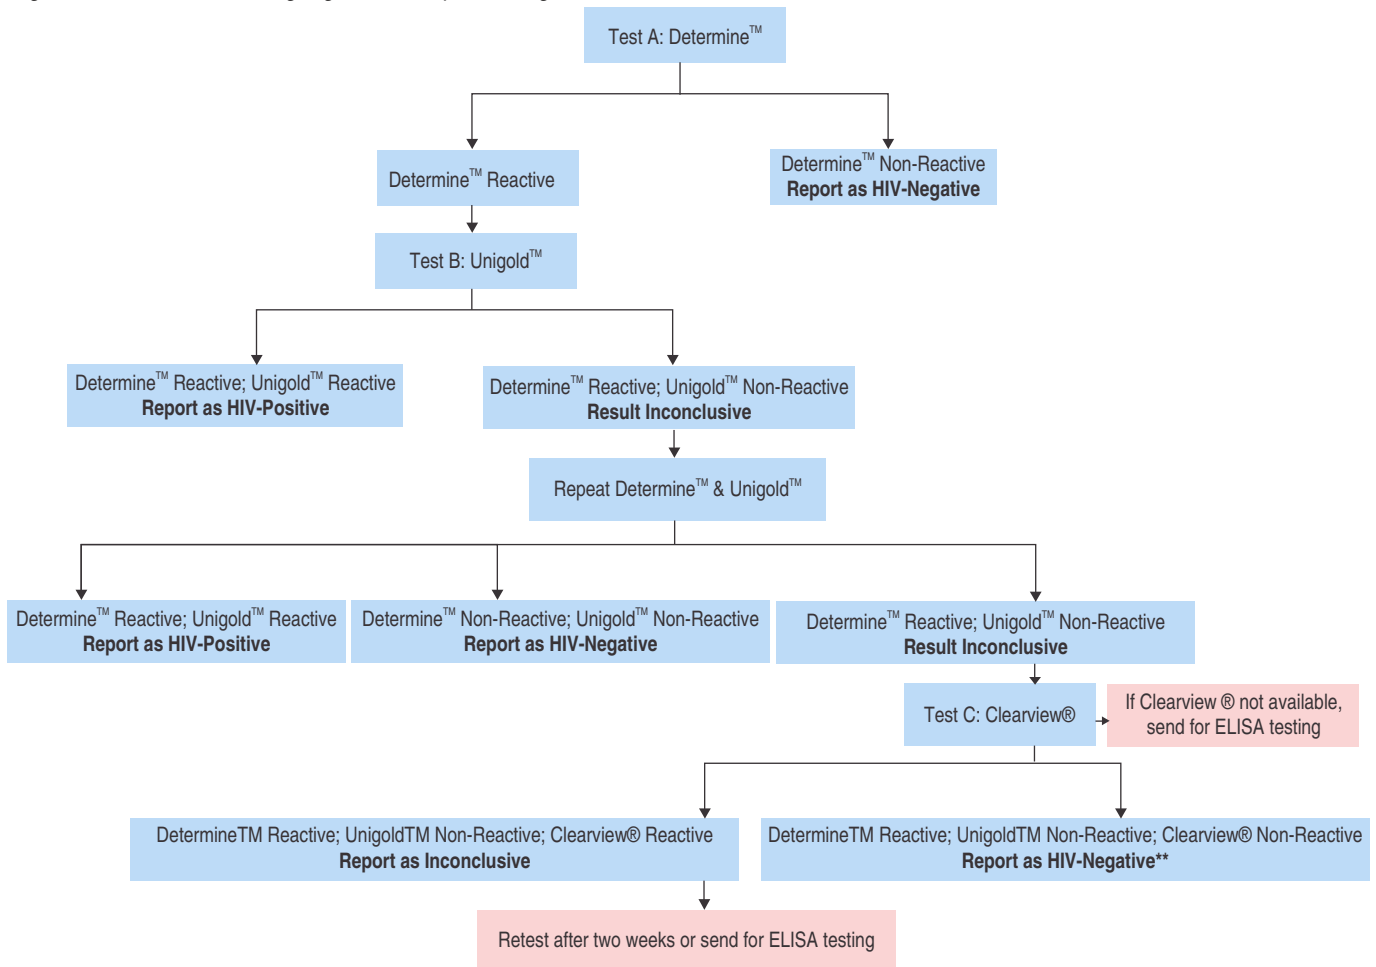 Test A: Determine™
Determine™ Reactive
Determine™ Non-Reactive
Report as HIV-Negative
Test B: Unigold™
Determine™ Reactive; Unigold™ Reactive
Report as HIV-Positive
Determine™ Reactive; Unigold™ Non-Reactive
Result Inconclusive
Repeat Determine™ & Unigold™
Determine™ Reactive; Unigold™ Reactive
Report as HIV-Positive
Determine™ Non-Reactive; Unigold™ Non-Reactive
Report as HIV-Negative
Determine™ Reactive; Unigold™ Non-Reactive
Result Inconclusive
Test C: Clearview®
If Clearview ® not available,
send for ELISA testing
DetermineTM Reactive; UnigoldTM Non-Reactive; Clearview® Reactive
Report as Inconclusive
DetermineTM Reactive; UnigoldTM Non-Reactive; Clearview® Non-Reactive
Report as HIV-Negative**
Retest after two weeks or send for ELISA testing